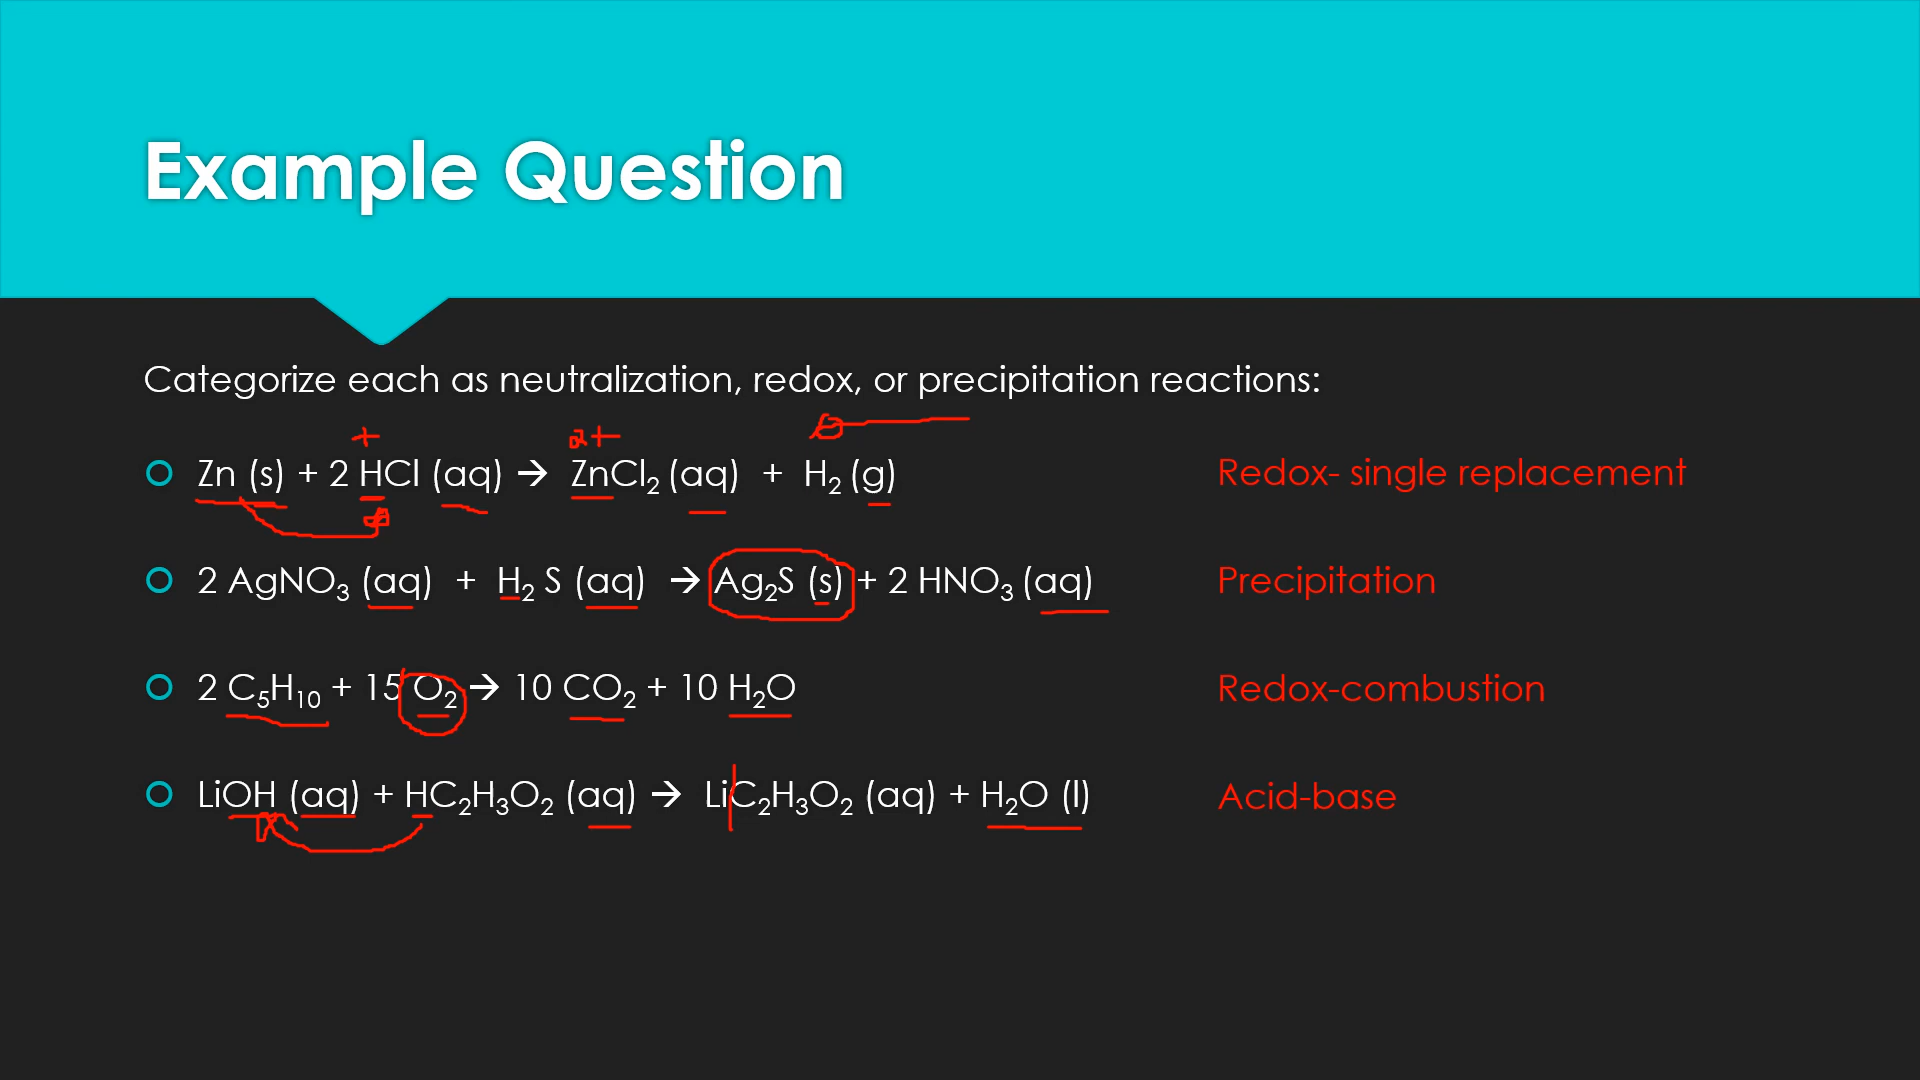 Example Question
Categorize each as neutralization, redox, or precipitation reactions:
+ 2+
Zn (s) + 2 HCl (aq) → ZnCl₂ (aq) + H₂ (g) Redox- single replacement
2 AgNO₃ (aq) + H₂ S (aq) → Ag₂S (s) + 2 HNO₃ (aq) Precipitation
2 C₅H₁₀ + 15 O₂ → 10 CO₂ + 10 H₂O Redox-combustion
LiOH (aq) + HC₂H₃O₂ (aq) → LiC₂H₃O₂ (aq) + H₂O (l) Acid-base